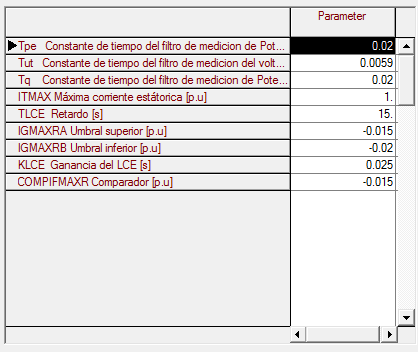 Parameter
Tpe Constante de tiempo del filtro de medicion de Pote... 0.02
Tut Constante de tiempo del filtro de medicion del volt... 0.0059
Tq Constante de tiempo del filtro de medicion de Pote... 0.02
ITMAX Máxima corriente estátorica [p.u] 1.
TLCE Retardo [s] 15.
IGMAXRA Umbral superior [p.u] -0.015
IGMAXRB Umbral inferior [p.u] -0.02
KLCE Ganancia del LCE [s] 0.025
COMPIFMAXR Comparador [p.u] -0.015